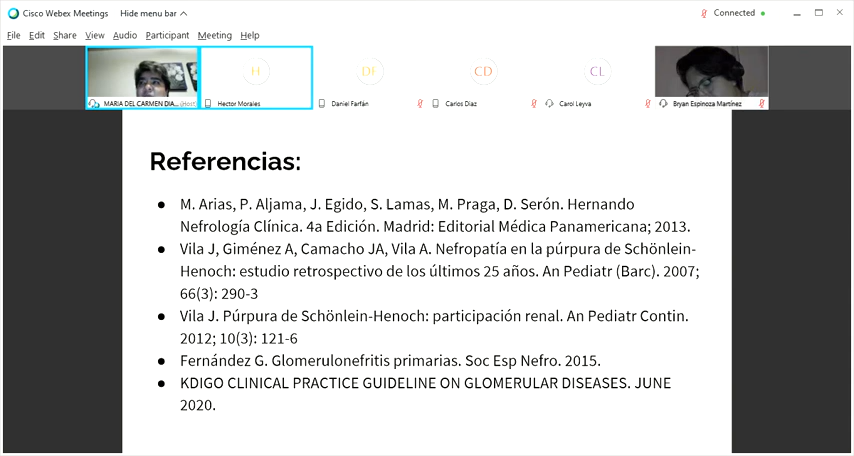 Cisco Webex Meetings Hide menu bar Connected
File Edit Share View Audio Participant Meeting Help
H DF CD CL
MARIA DEL CARMEN DIA... (Host) Hector Morales Daniel Farfán Carlos Diaz Carol Leyva Bryan Espinoza Martínez
Referencias:
● M. Arias, P. Aljama, J. Egido, S. Lamas, M. Praga, D. Serón. Hernando
Nefrología Clínica. 4a Edición. Madrid: Editorial Médica Panamericana; 2013.
● Vila J, Giménez A, Camacho JA, Vila A. Nefropatía en la púrpura de Schönlein-
Henoch: estudio retrospectivo de los últimos 25 años. An Pediatr (Barc). 2007;
66(3): 290-3
● Vila J. Púrpura de Schönlein-Henoch: participación renal. An Pediatr Contin.
2012; 10(3): 121-6
● Fernández G. Glomerulonefritis primarias. Soc Esp Nefro. 2015.
● KDIGO CLINICAL PRACTICE GUIDELINE ON GLOMERULAR DISEASES. JUNE
2020.